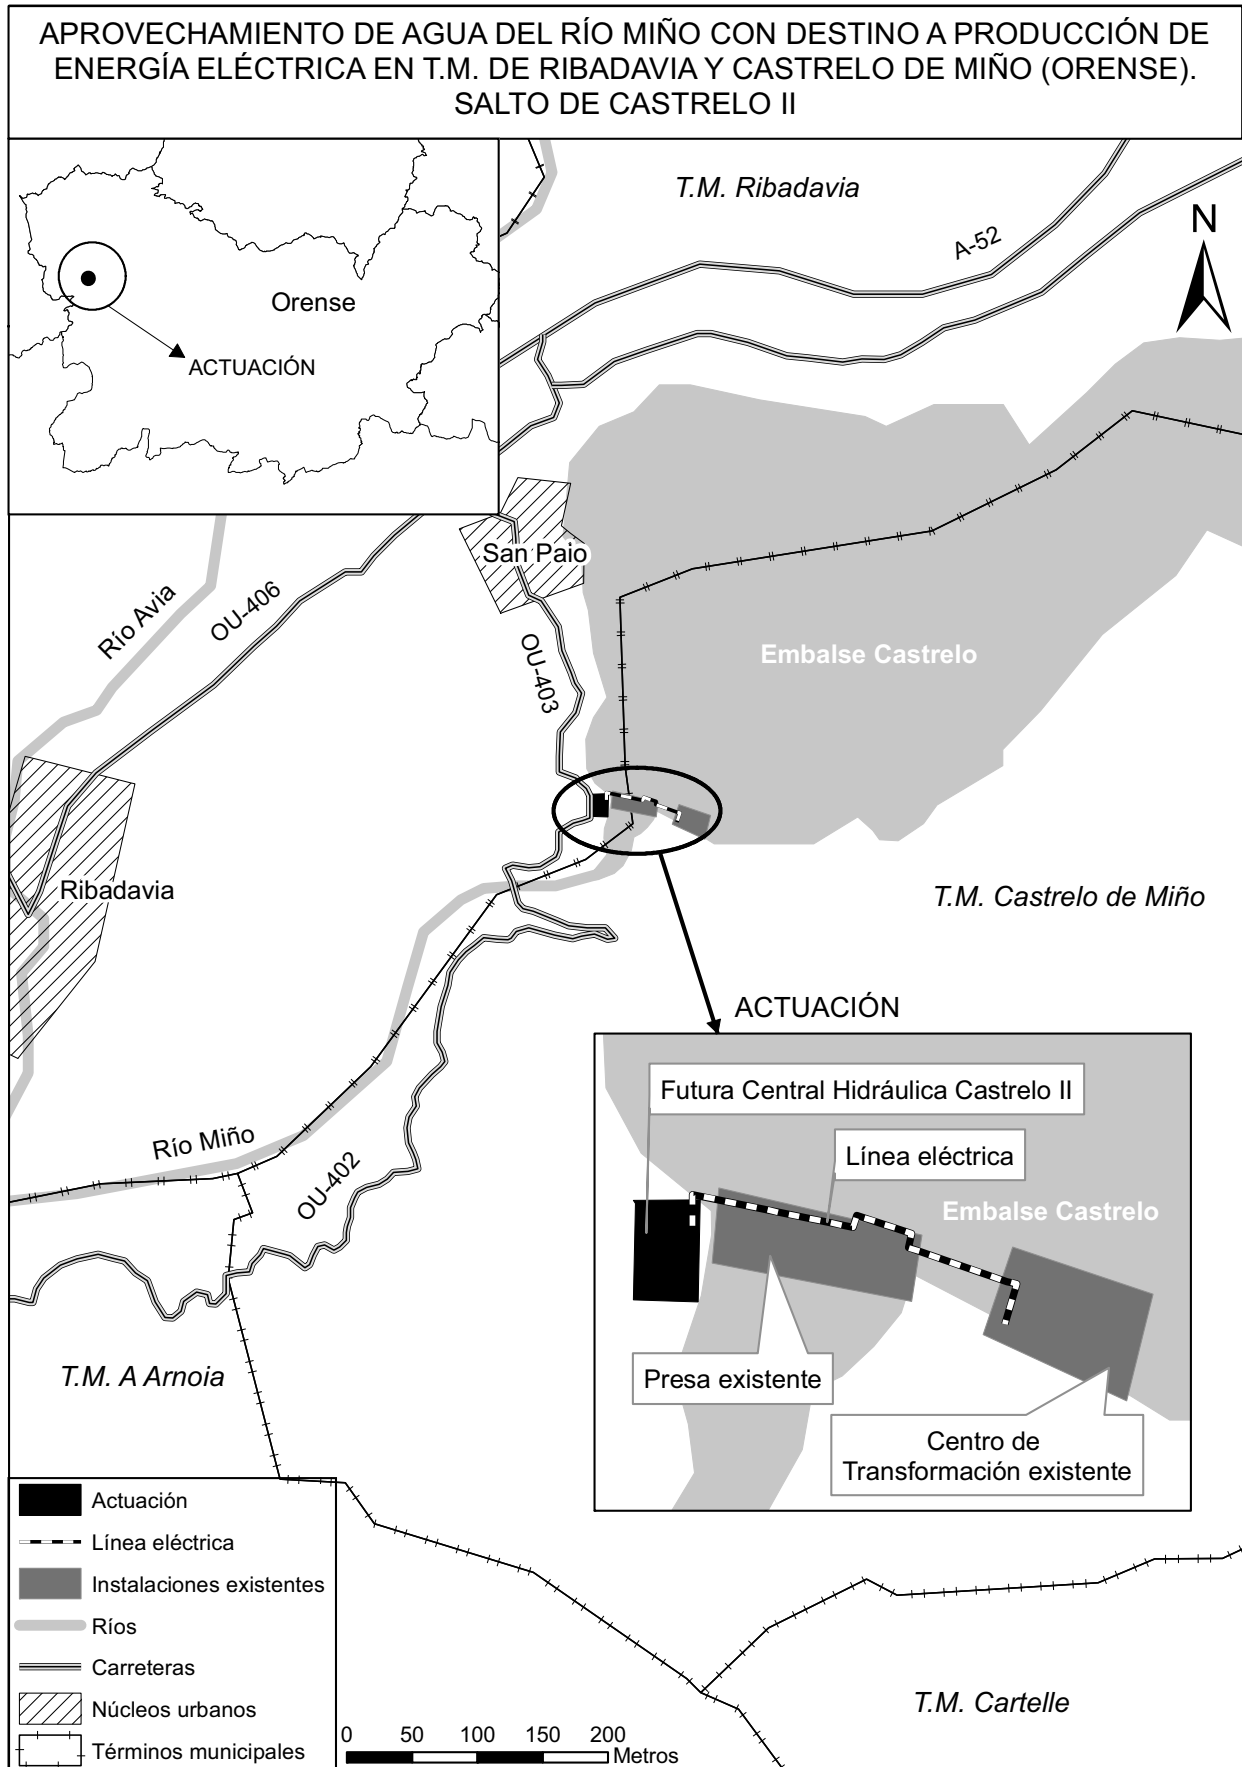 APROVECHAMIENTO DE AGUA DEL RÍO MIÑO CON DESTINO A PRODUCCIÓN DE
ENERGÍA ELÉCTRICA EN T.M. DE RIBADAVIA Y CASTRELO DE MIÑO (ORENSE).
SALTO DE CASTRELO II
T.M. Ribadavia
A-52
N
Orense
ACTUACIÓN
San Paio
Río Avia
OU-406
OU-403
Embalse Castrelo
Ribadavia
T.M. Castrelo de Miño
ACTUACIÓN
Futura Central Hidráulica Castrelo II
Línea eléctrica
Embalse Castrelo
Presa existente
Centro de
Transformación existente
Río Miño
OU-402
T.M. A Arnoia
Actuación
Línea eléctrica
Instalaciones existentes
Ríos
Carreteras
Núcleos urbanos
Términos municipales
0 50 100 150 200
Metros
T.M. Cartelle